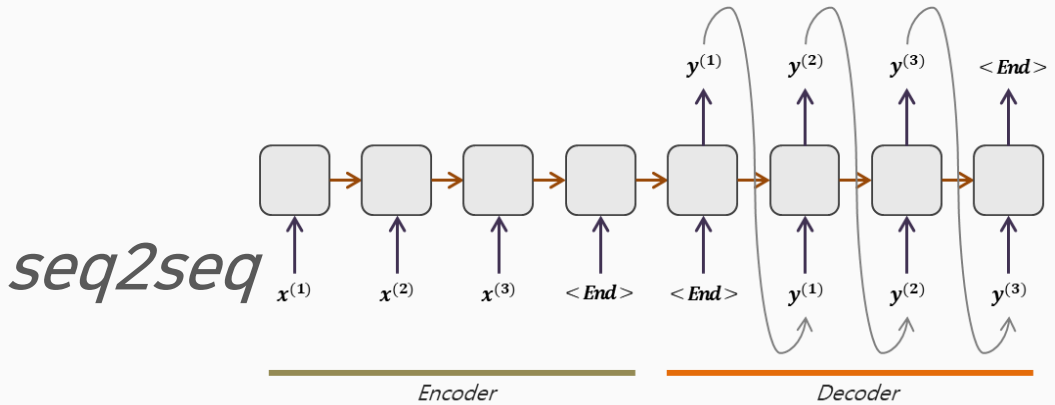 y⁽¹⁾ y⁽²⁾ y⁽³⁾ <End>
seq2seq
x⁽¹⁾ x⁽²⁾ x⁽³⁾ <End> <End> y⁽¹⁾ y⁽²⁾ y⁽³⁾
Encoder Decoder